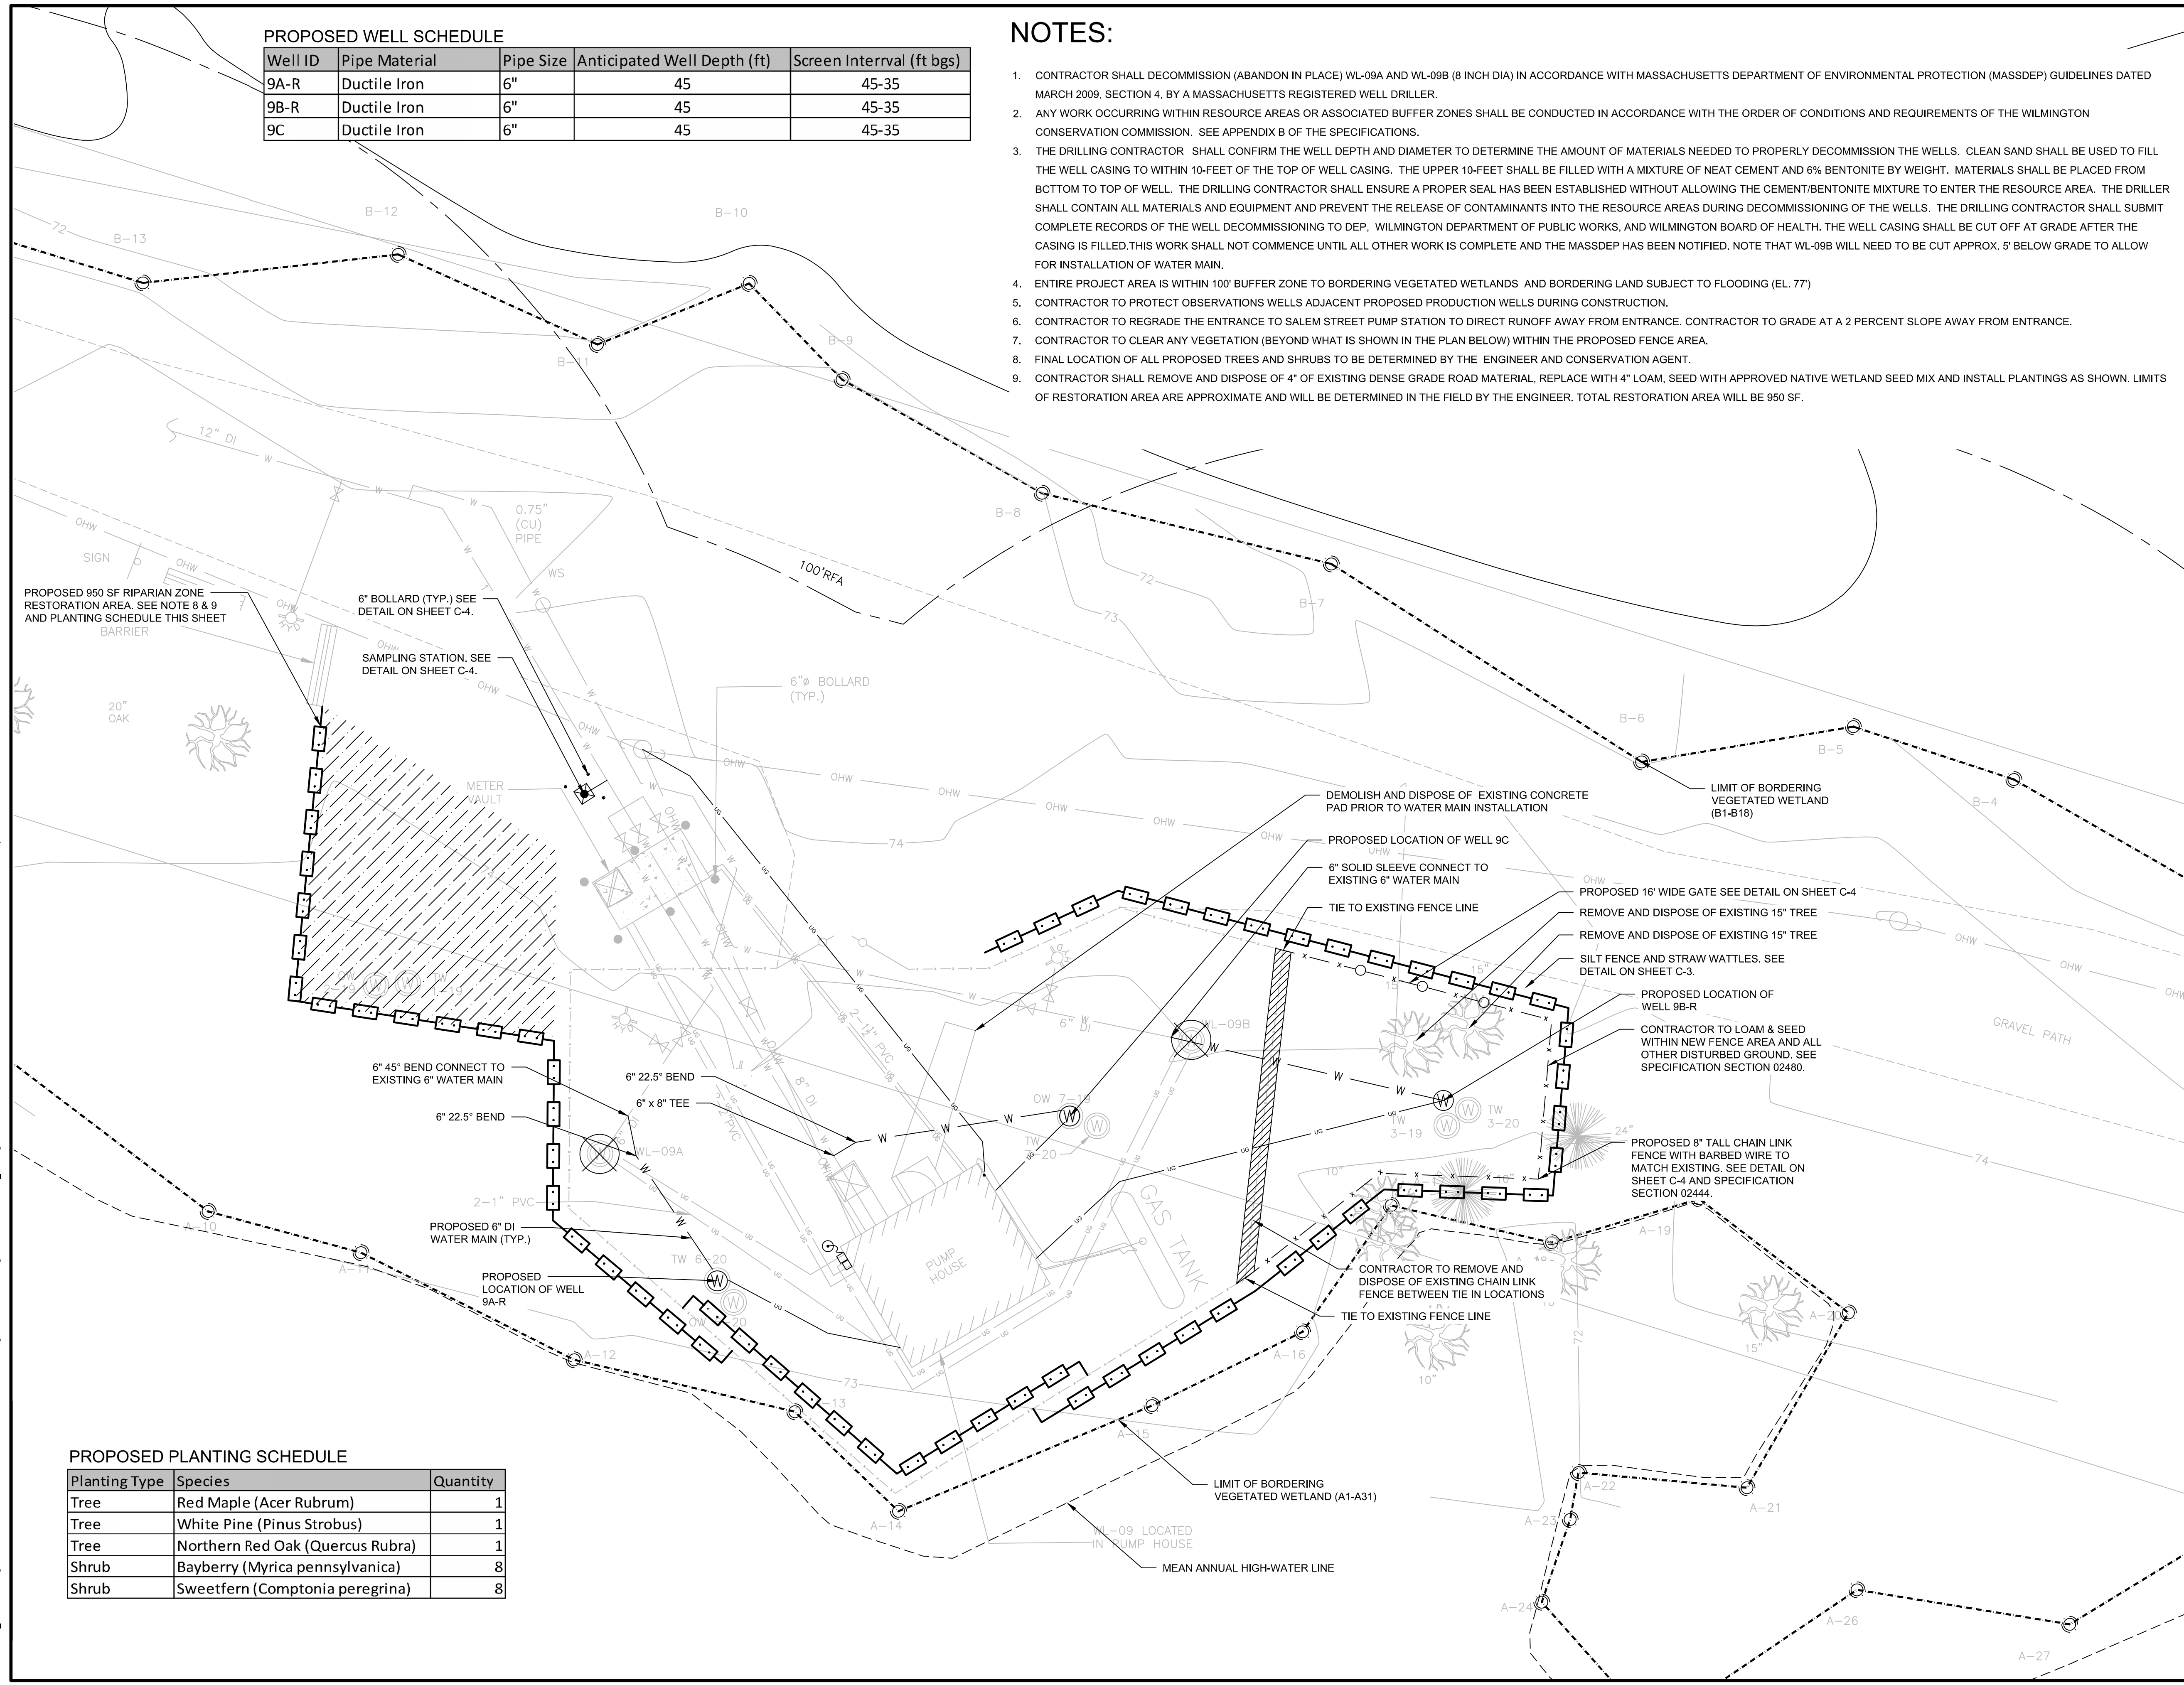 PROPOSED WELL SCHEDULE
Well ID Pipe Material Pipe Size Anticipated Well Depth (ft) Screen Interrval (ft bgs)
9A-R Ductile Iron 6" 45 45-35
9B-R Ductile Iron 6" 45 45-35
9C Ductile Iron 6" 45 45-35
NOTES:
1. CONTRACTOR SHALL DECOMMISSION (ABANDON IN PLACE) WL-09A AND WL-09B (8 INCH DIA) IN ACCORDANCE WITH MASSACHUSETTS DEPARTMENT OF ENVIRONMENTAL PROTECTION (MASSDEP) GUIDELINES DATED
MARCH 2009, SECTION 4, BY A MASSACHUSETTS REGISTERED WELL DRILLER.
2. ANY WORK OCCURRING WITHIN RESOURCE AREAS OR ASSOCIATED BUFFER ZONES SHALL BE CONDUCTED IN ACCORDANCE WITH THE ORDER OF CONDITIONS AND REQUIREMENTS OF THE WILMINGTON
CONSERVATION COMMISSION. SEE APPENDIX B OF THE SPECIFICATIONS.
3. THE DRILLING CONTRACTOR SHALL CONFIRM THE WELL DEPTH AND DIAMETER TO DETERMINE THE AMOUNT OF MATERIALS NEEDED TO PROPERLY DECOMMISSION THE WELLS. CLEAN SAND SHALL BE USED TO FILL
THE WELL CASING TO WITHIN 10-FEET OF THE TOP OF WELL CASING. THE UPPER 10-FEET SHALL BE FILLED WITH A MIXTURE OF NEAT CEMENT AND 6% BENTONITE BY WEIGHT. MATERIALS SHALL BE PLACED FROM
BOTTOM TO TOP OF WELL. THE DRILLING CONTRACTOR SHALL ENSURE A PROPER SEAL HAS BEEN ESTABLISHED WITHOUT ALLOWING THE CEMENT/BENTONITE MIXTURE TO ENTER THE RESOURCE AREA. THE DRILLER
SHALL CONTAIN ALL MATERIALS AND EQUIPMENT AND PREVENT THE RELEASE OF CONTAMINANTS INTO THE RESOURCE AREAS DURING DECOMMISSIONING OF THE WELLS. THE DRILLING CONTRACTOR SHALL SUBMIT
COMPLETE RECORDS OF THE WELL DECOMMISSIONING TO DEP, WILMINGTON DEPARTMENT OF PUBLIC WORKS, AND WILMINGTON BOARD OF HEALTH. THE WELL CASING SHALL BE CUT OFF AT GRADE AFTER THE
CASING IS FILLED.THIS WORK SHALL NOT COMMENCE UNTIL ALL OTHER WORK IS COMPLETE AND THE MASSDEP HAS BEEN NOTIFIED. NOTE THAT WL-09B WILL NEED TO BE CUT APPROX. 5' BELOW GRADE TO ALLOW
FOR INSTALLATION OF WATER MAIN.
4. ENTIRE PROJECT AREA IS WITHIN 100' BUFFER ZONE TO BORDERING VEGETATED WETLANDS AND BORDERING LAND SUBJECT TO FLOODING (EL. 77')
5. CONTRACTOR TO PROTECT OBSERVATIONS WELLS ADJACENT PROPOSED PRODUCTION WELLS DURING CONSTRUCTION.
6. CONTRACTOR TO REGRADE THE ENTRANCE TO SALEM STREET PUMP STATION TO DIRECT RUNOFF AWAY FROM ENTRANCE. CONTRACTOR TO GRADE AT A 2 PERCENT SLOPE AWAY FROM ENTRANCE.
7. CONTRACTOR TO CLEAR ANY VEGETATION (BEYOND WHAT IS SHOWN IN THE PLAN BELOW) WITHIN THE PROPOSED FENCE AREA.
8. FINAL LOCATION OF ALL PROPOSED TREES AND SHRUBS TO BE DETERMINED BY THE ENGINEER AND CONSERVATION AGENT.
9. CONTRACTOR SHALL REMOVE AND DISPOSE OF 4" OF EXISTING DENSE GRADE ROAD MATERIAL, REPLACE WITH 4" LOAM, SEED WITH APPROVED NATIVE WETLAND SEED MIX AND INSTALL PLANTINGS AS SHOWN. LIMITS
OF RESTORATION AREA ARE APPROXIMATE AND WILL BE DETERMINED IN THE FIELD BY THE ENGINEER. TOTAL RESTORATION AREA WILL BE 950 SF.
72
B-13
B-12
B-10
B-11
B-9
B-8
B-7
B-6
B-5
B-4
12" DI
0.75"
(CU)
PIPE
WS
OHW
SIGN
HYD
100'RFA
72
73
PROPOSED 950 SF RIPARIAN ZONE
RESTORATION AREA. SEE NOTE 8 & 9
AND PLANTING SCHEDULE THIS SHEET
BARRIER
6" BOLLARD (TYP.) SEE
DETAIL ON SHEET C-4.
SAMPLING STATION. SEE
DETAIL ON SHEET C-4.
6"ø BOLLARD
(TYP.)
20"
OAK
METER
VAULT
74
74
LIMIT OF BORDERING
VEGETATED WETLAND
(B1-B18)
DEMOLISH AND DISPOSE OF EXISTING CONCRETE
PAD PRIOR TO WATER MAIN INSTALLATION
PROPOSED LOCATION OF WELL 9C
6" SOLID SLEEVE CONNECT TO
EXISTING 6" WATER MAIN
TIE TO EXISTING FENCE LINE
PROPOSED 16' WIDE GATE SEE DETAIL ON SHEET C-4
REMOVE AND DISPOSE OF EXISTING 15" TREE
REMOVE AND DISPOSE OF EXISTING 15" TREE
SILT FENCE AND STRAW WATTLES. SEE
DETAIL ON SHEET C-3.
PROPOSED LOCATION OF
WELL 9B-R
CONTRACTOR TO LOAM & SEED
WITHIN NEW FENCE AREA AND ALL
OTHER DISTURBED GROUND. SEE
SPECIFICATION SECTION 02480.
GRAVEL PATH
15"
6" DI
WL-09B
2-1½" PVC
8" DI
6" 45° BEND CONNECT TO
EXISTING 6" WATER MAIN
6" 22.5° BEND
6" 22.5° BEND
6" x 8" TEE
WL-09A
OW 7-19
TW
3-19
TW
3-20
24"
10"
74
PROPOSED 8" TALL CHAIN LINK
FENCE WITH BARBED WIRE TO
MATCH EXISTING. SEE DETAIL ON
SHEET C-4 AND SPECIFICATION
SECTION 02444.
2-1" PVC
PROPOSED 6" DI
WATER MAIN (TYP.)
PROPOSED
LOCATION OF WELL
9A-R
TW 6-20
PUMP
HOUSE
GAS TANK
CONTRACTOR TO REMOVE AND
DISPOSE OF EXISTING CHAIN LINK
FENCE BETWEEN TIE IN LOCATIONS
TIE TO EXISTING FENCE LINE
A-10
A-11
A-12
A-14
A-15
A-16
A-19
A-20
A-21
A-22
A-23
A-24
A-26
A-27
73
72
10"
15"
LIMIT OF BORDERING
VEGETATED WETLAND (A1-A31)
WL-09 LOCATED
IN PUMP HOUSE
MEAN ANNUAL HIGH-WATER LINE
PROPOSED PLANTING SCHEDULE
Planting Type Species Quantity
Tree Red Maple (Acer Rubrum) 1
Tree White Pine (Pinus Strobus) 1
Tree Northern Red Oak (Quercus Rubra) 1
Shrub Bayberry (Myrica pennsylvanica) 8
Shrub Sweetfern (Comptonia peregrina) 8